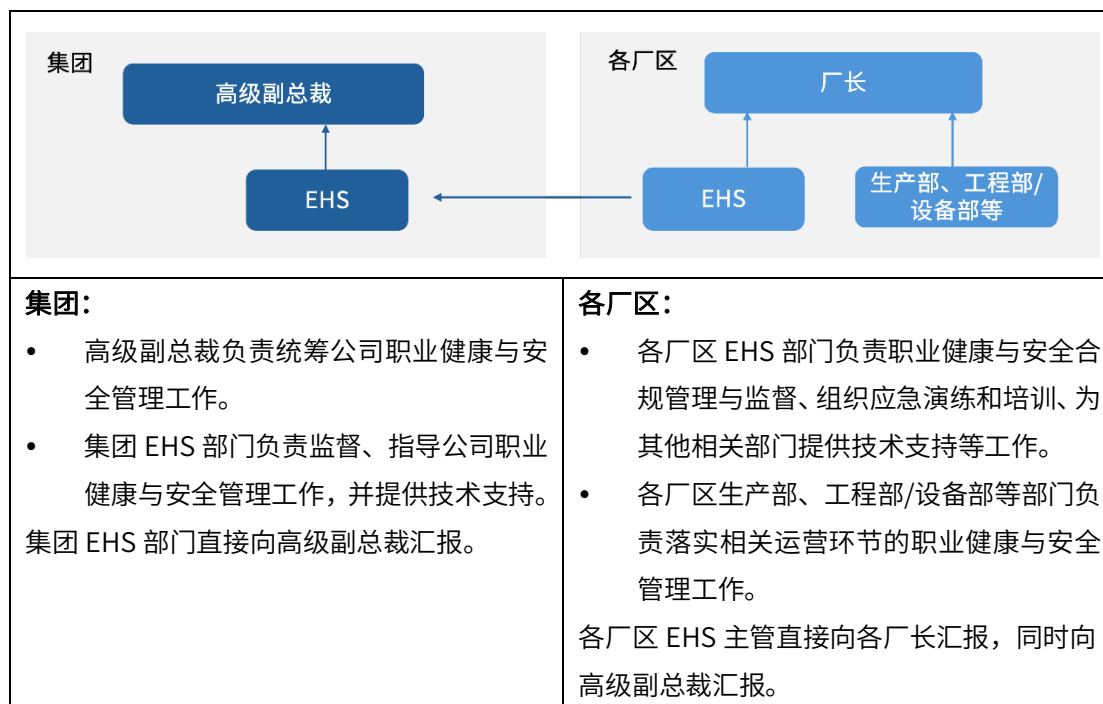 集团
高级副总裁
EHS
各厂区
厂长
EHS
生产部、工程部/
设备部等
集团：
• 高级副总裁负责统筹公司职业健康与安
全管理工作。
• 集团 EHS 部门负责监督、指导公司职业
健康与安全管理工作，并提供技术支持。
集团 EHS 部门直接向高级副总裁汇报。
各厂区：
• 各厂区 EHS 部门负责职业健康与安全合
规管理与监督、组织应急演练和培训、为
其他相关部门提供技术支持等工作。
• 各厂区生产部、工程部/设备部等部门负
责落实相关运营环节的职业健康与安全
管理工作。
各厂区 EHS 主管直接向各厂长汇报，同时向
高级副总裁汇报。